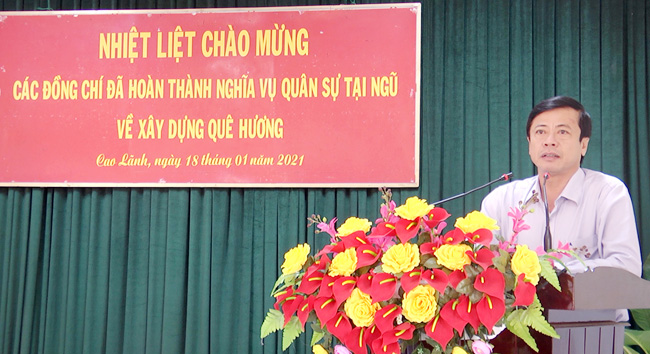 NHIỆT LIỆT CHÀO MỪNG
CÁC ĐỒNG CHÍ ĐÃ HOÀN THÀNH NGHĨA VỤ QUÂN SỰ TẠI NGŨ
VỀ XÂY DỰNG QUÊ HƯƠNG
Cao Lãnh, ngày 18 tháng 01 năm 2021